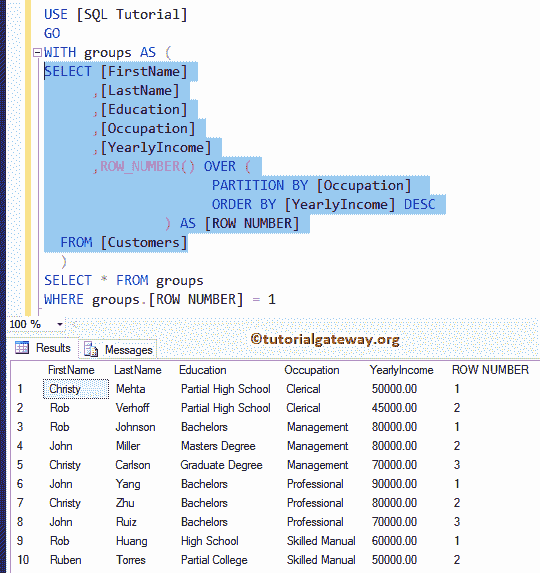 USE [SQL Tutorial]
GO
WITH groups AS (
SELECT [FirstName]
,[LastName]
,[Education]
,[Occupation]
,[YearlyIncome]
,ROW_NUMBER() OVER (
PARTITION BY [Occupation]
ORDER BY [YearlyIncome] DESC
) AS [ROW NUMBER]
FROM [Customers]
)
SELECT * FROM groups
WHERE groups.[ROW NUMBER] = 1
100 %
©tutorialgateway.org
Results Messages
FirstName LastName Education Occupation YearlyIncome ROW NUMBER
1 Christy Mehta Partial High School Clerical 50000.00 1
2 Rob Verhoff Partial High School Clerical 45000.00 2
3 Rob Johnson Bachelors Management 80000.00 1
4 John Miller Masters Degree Management 80000.00 2
5 Christy Carlson Graduate Degree Management 70000.00 3
6 John Yang Bachelors Professional 90000.00 1
7 Christy Zhu Bachelors Professional 80000.00 2
8 John Ruiz Bachelors Professional 70000.00 3
9 Rob Huang High School Skilled Manual 60000.00 1
10 Ruben Torres Partial College Skilled Manual 50000.00 2